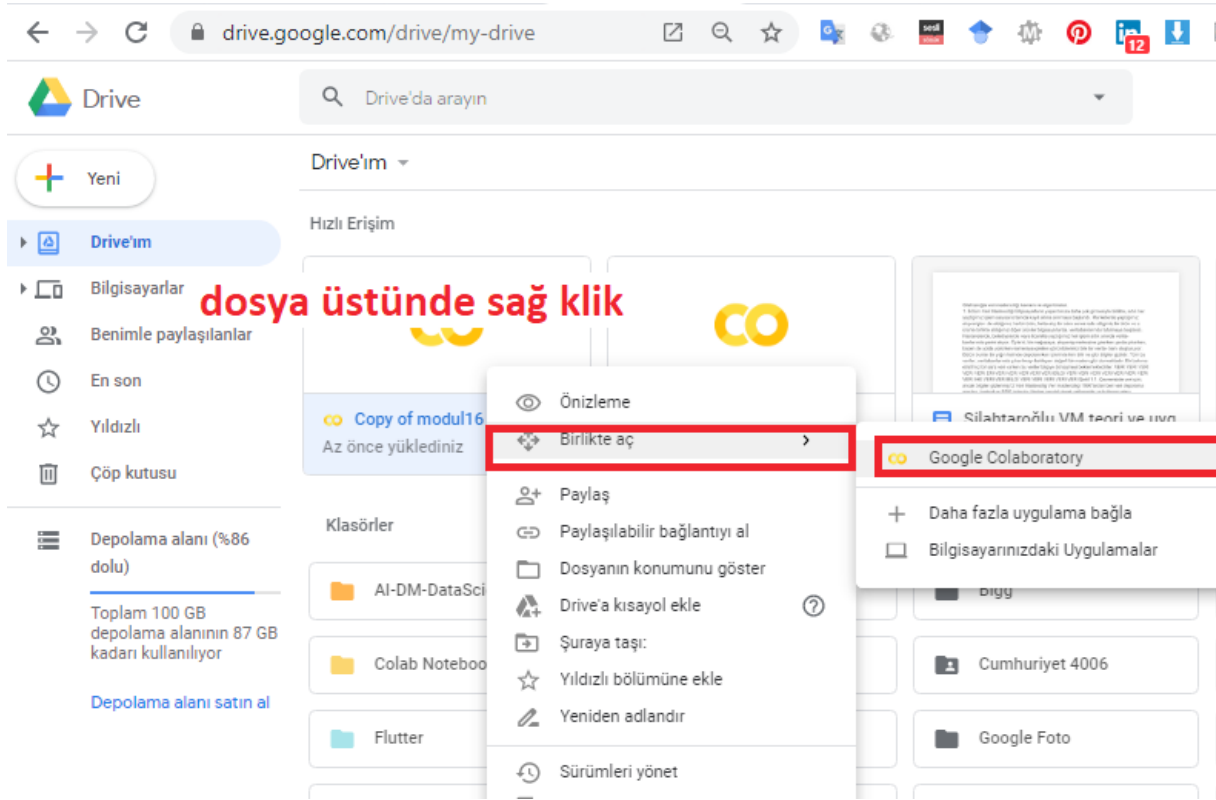 drive.google.com/drive/my-drive
sesli
12
Drive
Drive'da arayın
Yeni
Drive'ım
Drive'ım
Bilgisayarlar
Benimle paylaşılanlar
En son
Yıldızlı
Çöp kutusu
Depolama alanı (%86
dolu)
Toplam 100 GB
depolama alanının 87 GB
kadarı kullanılıyor
Depolama alanı satın al
Hızlı Erişim
dosya üstünde sağ klik
Copy of modul16
Az önce yüklediniz
Silahtaroğlu VM teori ve uyg
Klasörler
AI-DM-DataSci
Colab Noteboo
Flutter
Bigg
Cumhuriyet 4006
Google Foto
Önizleme
Birlikte aç
Paylaş
Paylaşılabilir bağlantıyı al
Dosyanın konumunu göster
Drive'a kısayol ekle
Şuraya taşı:
Yıldızlı bölümüne ekle
Yeniden adlandır
Sürümleri yönet
Google Colaboratory
Daha fazla uygulama bağla
Bilgisayarınızdaki Uygulamalar